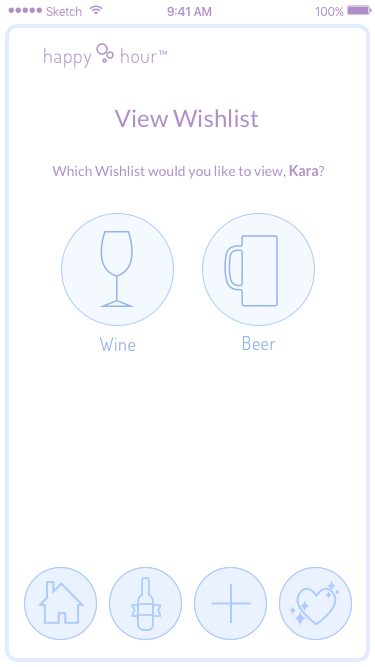 Sketch 9:41 AM 100%
happy hour™
View Wishlist
Which Wishlist would you like to view, Kara?
Wine Beer